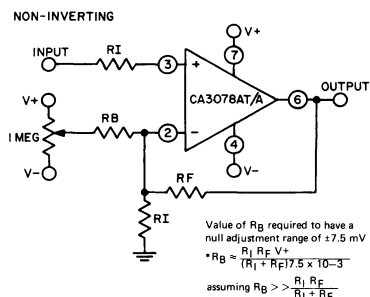 NON-INVERTING
V+
INPUT
RI
7
3
+
CA3078AT/A
6
OUTPUT
V+
RB
1 MEG
2
−
4
V-
V-
RF
RI
Value of RB required to have a
null adjustment range of ±7.5 mV
*RB ≈ RI RF V+
(RI + RF)7.5 x 10−3
assuming RB >> RI RF
RI + RF